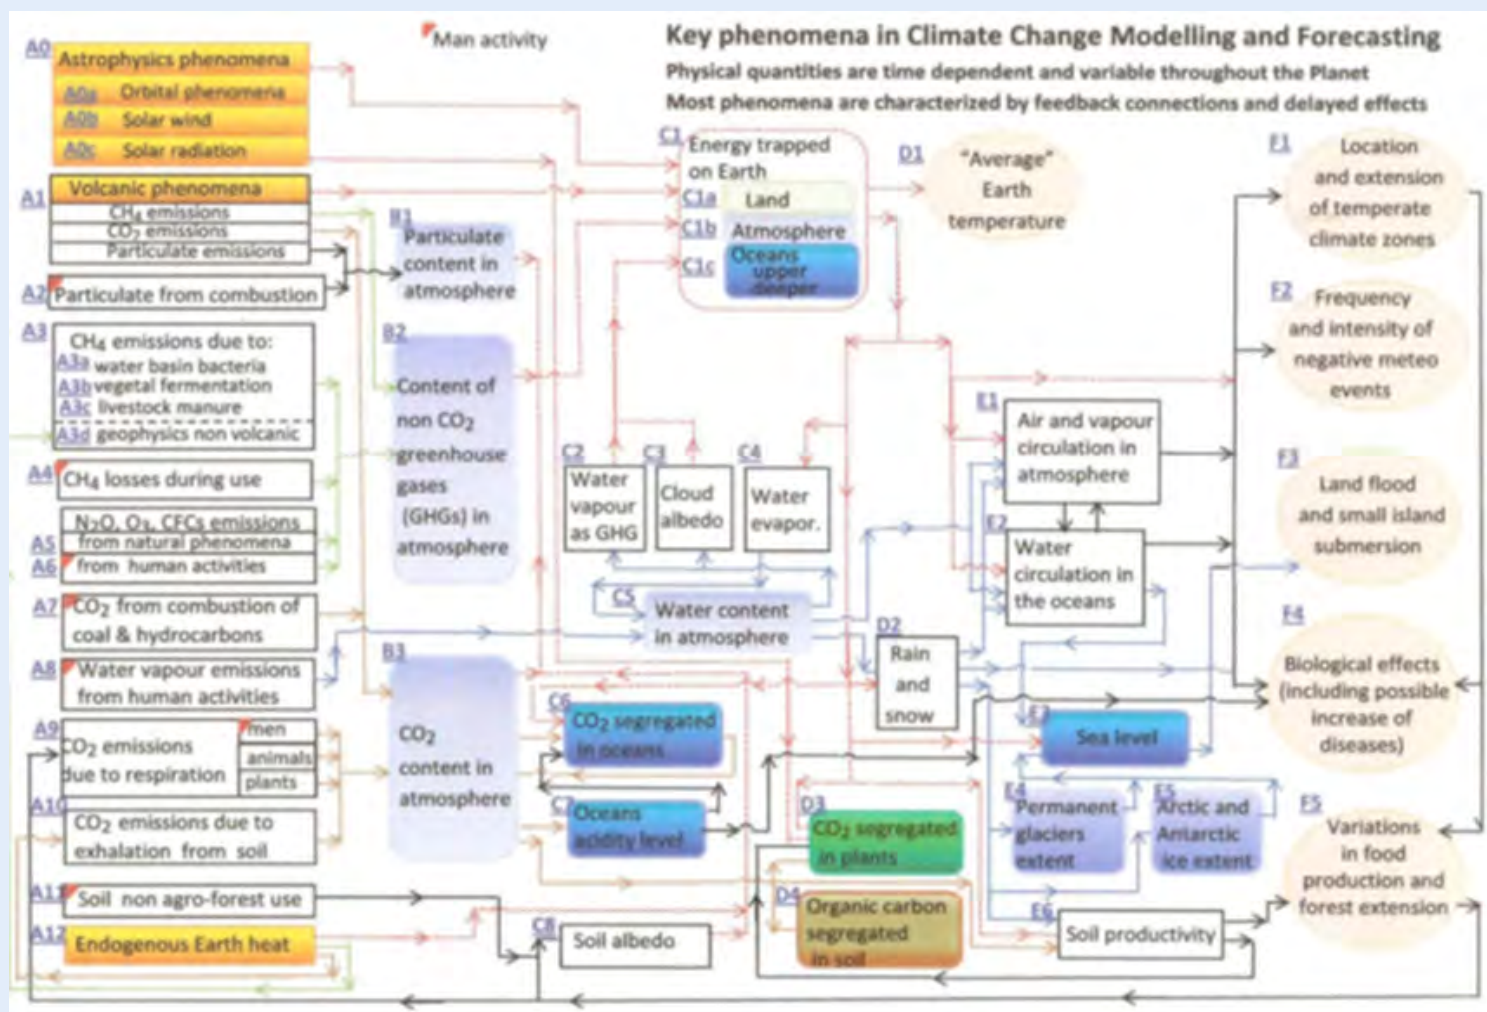 Man activity
Key phenomena in Climate Change Modelling and Forecasting
Physical quantities are time dependent and variable throughout the Planet
Most phenomena are characterized by feedback connections and delayed effects
A0
Astrophysics phenomena
A0a Orbital phenomena
A0b Solar wind
A0c Solar radiation
A1
Volcanic phenomena
CH4 emissions
CO2 emissions
Particulate emissions
A2
Particulate from combustion
A3
CH4 emissions due to:
A3a water basin bacteria
A3b vegetal fermentation
A3c livestock manure
A3d geophysics non volcanic
A4
CH4 losses during use
N2O, O3, CFCs emissions
A5 from natural phenomena
A6 from human activities
A7
CO2 from combustion of
coal & hydrocarbons
A8
Water vapour emissions
from human activities
A9
CO2 emissions
due to respiration
men
animals
plants
A10
CO2 emissions due to
exhalation from soil
A11
Soil non agro-forest use
A12
Endogenous Earth heat
B1
Particulate
content in
atmosphere
B2
Content of
non CO2
greenhouse
gases
(GHGs) in
atmosphere
B3
CO2
content in
atmosphere
C1
Energy trapped
on Earth
C1a Land
C1b Atmosphere
C1c Oceans
upper
deeper
C2
Water
vapour
as GHG
C3
Cloud
albedo
C4
Water
evapor.
C5
Water content
in atmosphere
C6
CO2 segregated
in oceans
C7
Oceans
acidity level
C8
Soil albedo
D1
“Average”
Earth
temperature
D2
Rain
and
snow
D3
CO2 segregated
in plants
D4
Organic carbon
segregated
in soil
E1
Air and vapour
circulation in
atmosphere
E2
Water
circulation in
the oceans
E3
Sea level
E4
Permanent
glaciers
extent
E5
Arctic and
Antarctic
ice extent
E6
Soil productivity
F1
Location
and extension
of temperate
climate zones
F2
Frequency
and intensity of
negative meteo
events
F3
Land flood
and small island
submersion
F4
Biological effects
(including possible
increase of
diseases)
F5
Variations
in food
production and
forest extension